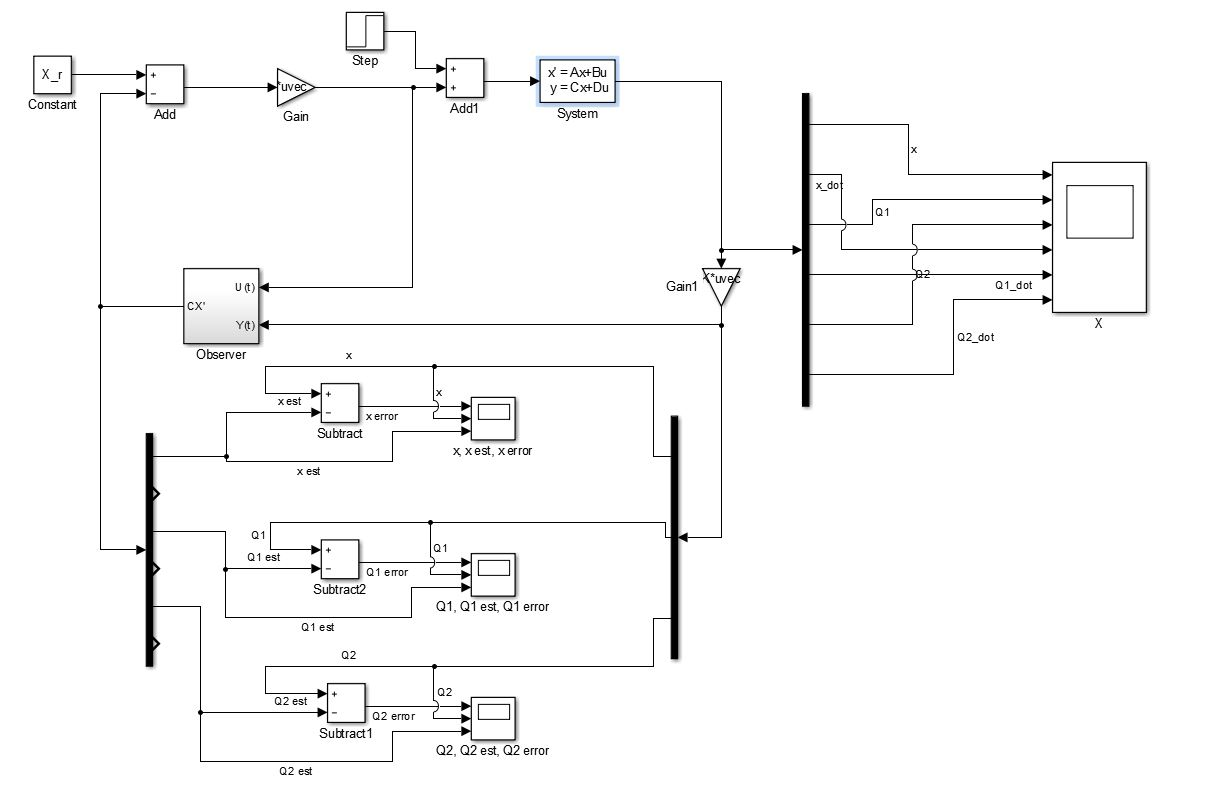 Step
X_r
Constant
+
−
Add
*uvec
Gain
+
+
Add1
x' = Ax+Bu
y = Cx+Du
System
x
x_dot
Q1
Q2
Q1_dot
Q2_dot
X
Gain1
K*uvec
U(t)
CX'
Y(t)
Observer
x
x
x est
+
−
x error
Subtract
x, x est, x error
x est
Q1
Q1
Q1 est
+
−
Q1 error
Subtract2
Q1, Q1 est, Q1 error
Q1 est
Q2
Q2
Q2 est
+
−
Q2 error
Subtract1
Q2, Q2 est, Q2 error
Q2 est